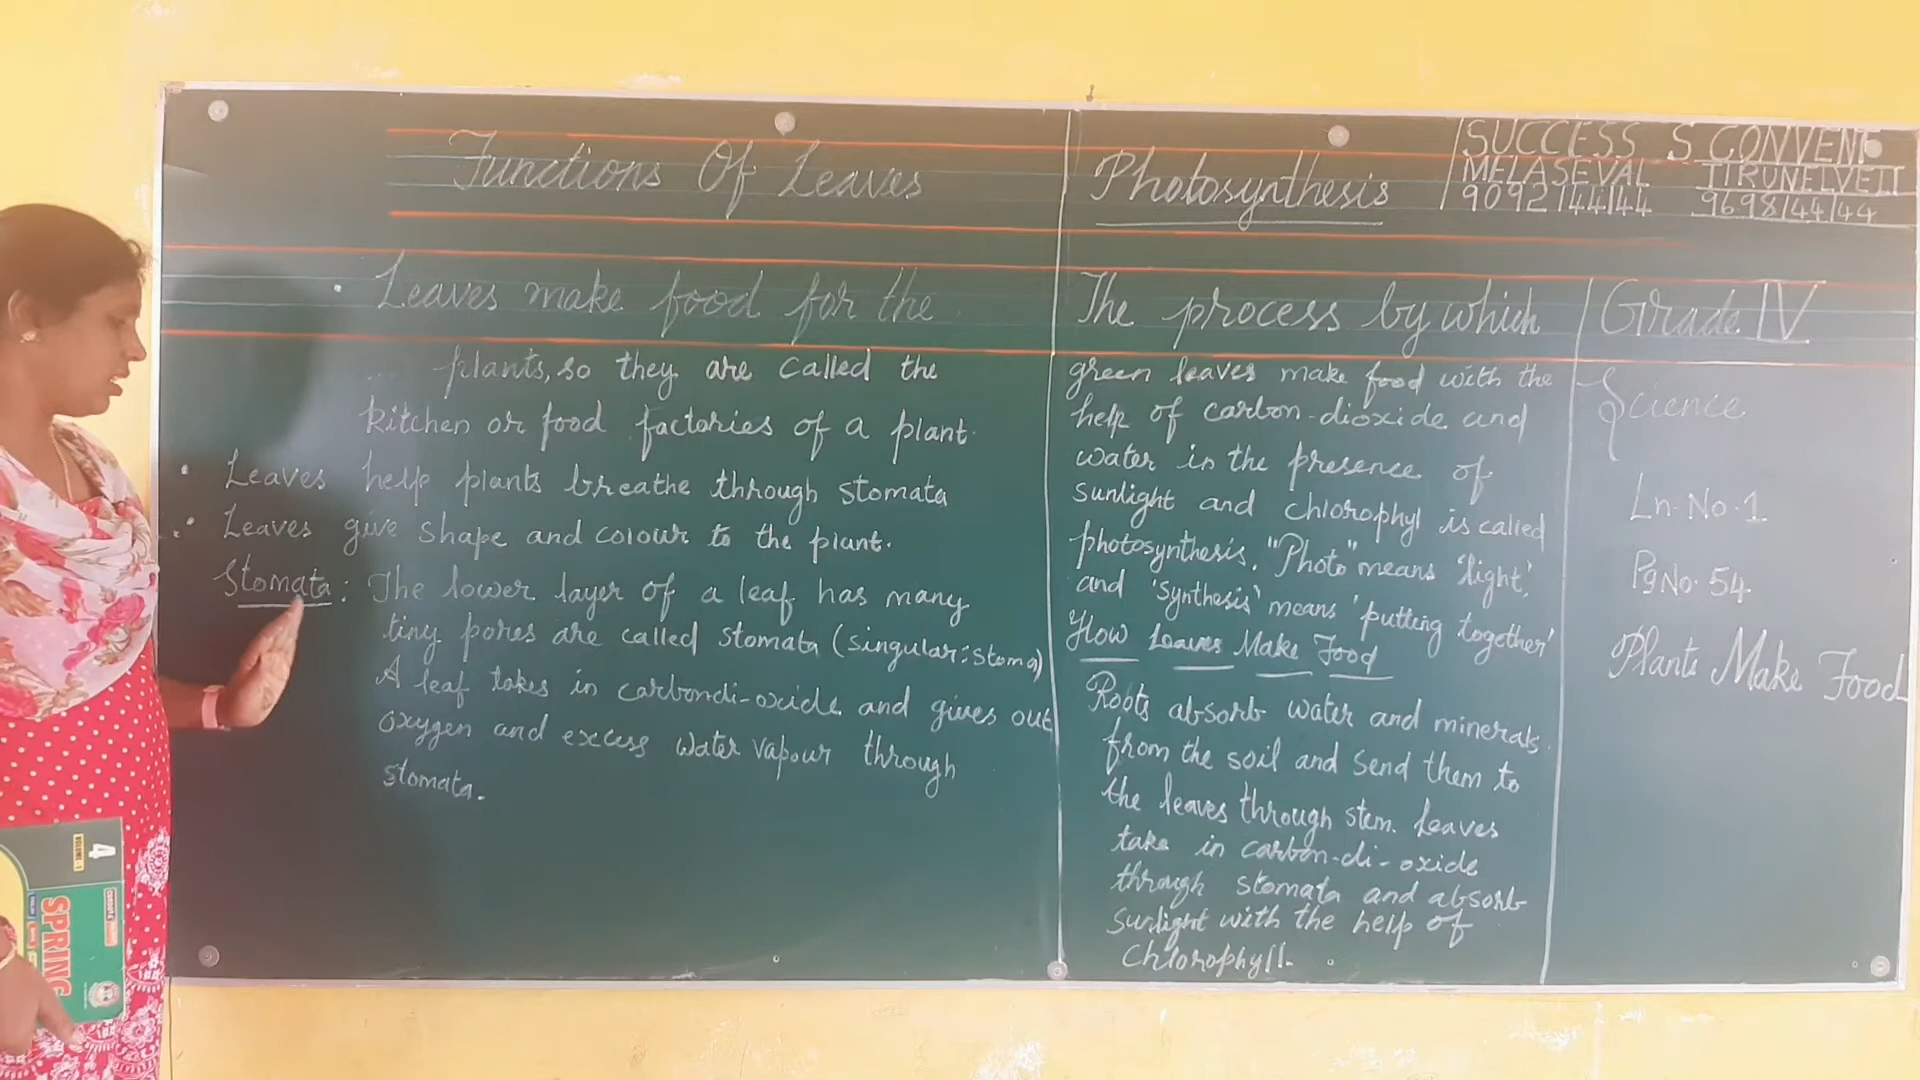 Functions Of Leaves
• Leaves make food for the
plants, so they are called the
kitchen or food factories of a plant.
• Leaves help plants breathe through stomata
• Leaves give shape and colour to the plant.
Stomata: The lower layer of a leaf has many
tiny pores are called stomata (singular: stoma)
A leaf takes in carbondi-oxide and gives out
oxygen and excess water vapour through
stomata.
Photosynthesis
The process by which
green leaves make food with the
help of carbon-dioxide and
water in the presence of
sunlight and chlorophyl is called
photosynthesis. "Photo" means 'light'.
and 'Synthesis' means 'putting together'
How Leaves Make Food
Roots absorb water and minerals
from the soil and send them to
the leaves through stem. Leaves
take in carbon-di-oxide
through stomata and absorb
sunlight with the help of
Chlorophyll.
SUCCESS S CONVENT
MELASEVAL TIRUNELVELI
9092144144 9698144144
Grade IV
Science
Ln. No. 1
Pg No. 54
Plants Make Food
4
VOLUME - 1
SPRING